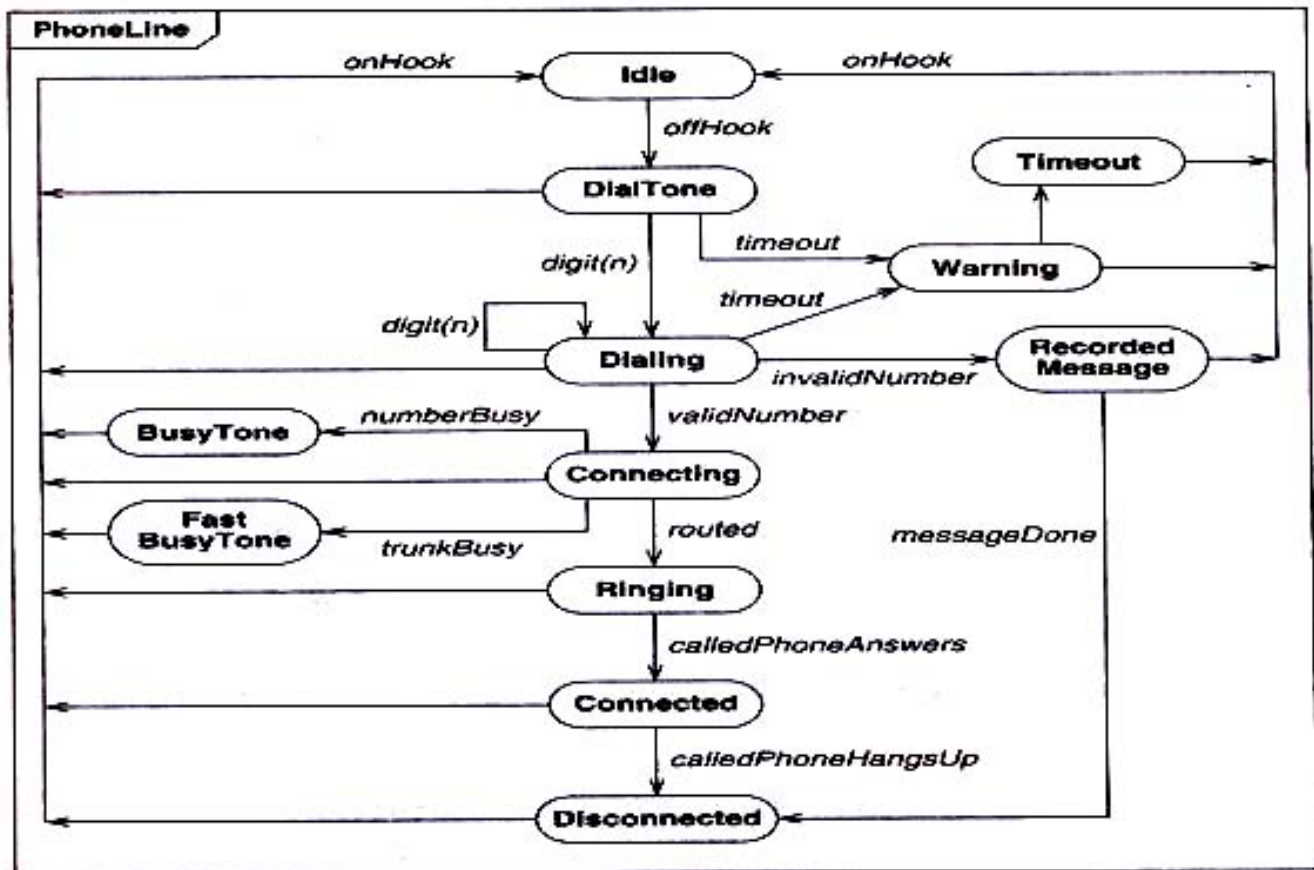 PhoneLine
onHook
Idle
onHook
offHook
Timeout
DialTone
timeout
Warning
digit(n)
timeout
digit(n)
Dialing
invalidNumber
Recorded
Message
numberBusy
validNumber
BusyTone
Connecting
Fast
BusyTone
trunkBusy
routed
messageDone
Ringing
calledPhoneAnswers
Connected
calledPhoneHangsUp
Disconnected